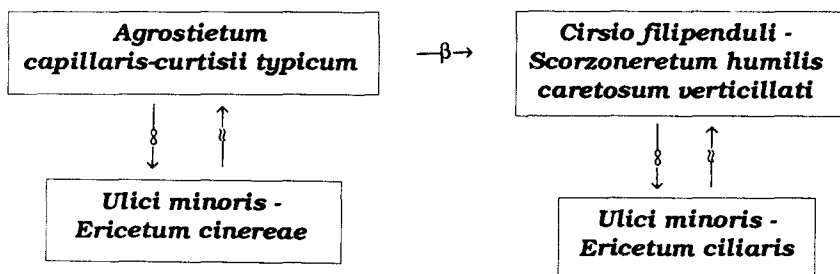 Agrostietum
capillaris-curtisii typicum
β
Cirsio filipenduli -
Scorzoneretum humilis
caretosum verticillati
∞
≈
∞
≈
Ulici minoris -
Ericetum cinereae
Ulici minoris -
Ericetum ciliaris